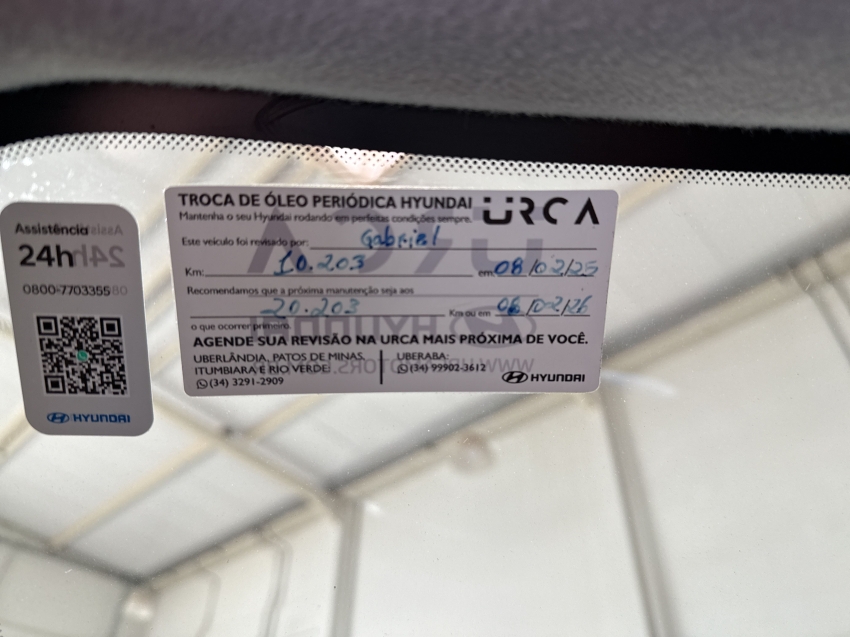 Assistência
24h
0800-7703355
HYUNDAI
TROCA DE ÓLEO PERIÓDICA HYUNDAI
URCA
Mantenha o seu Hyundai rodando em perfeitas condições sempre.
Este veículo foi revisado por: Gabriel
Km: 10.203 em 08/02/25
Recomendamos que a próxima manutenção seja aos
20.203 Km ou em 06/02/26
o que ocorrer primeiro.
AGENDE SUA REVISÃO NA URCA MAIS PRÓXIMA DE VOCÊ.
UBERLÂNDIA, PATOS DE MINAS,
ITUMBIARA E RIO VERDE:
(34) 3291-2909
UBERABA:
(34) 99902-3612
HYUNDAI